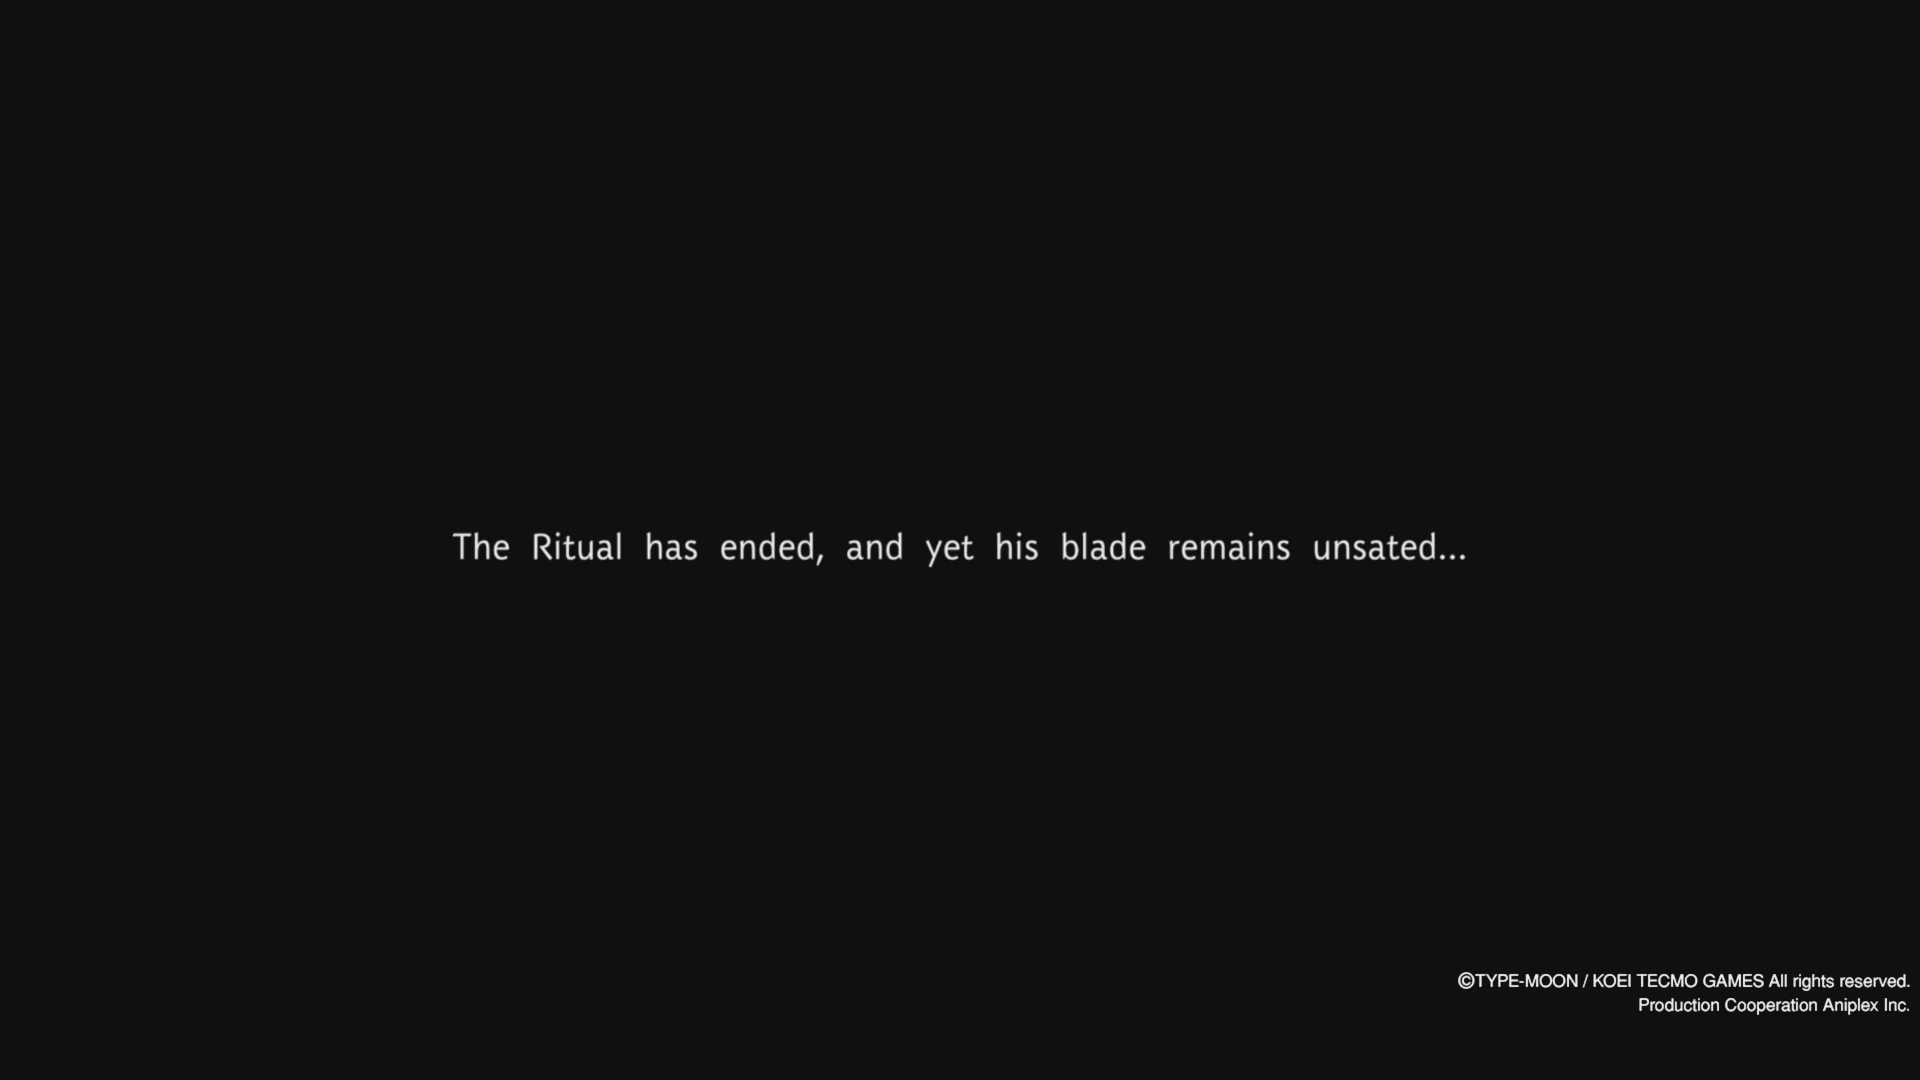 The Ritual has ended, and yet his blade remains unsated...
©TYPE-MOON / KOEI TECMO GAMES All rights reserved.
Production Cooperation Aniplex Inc.